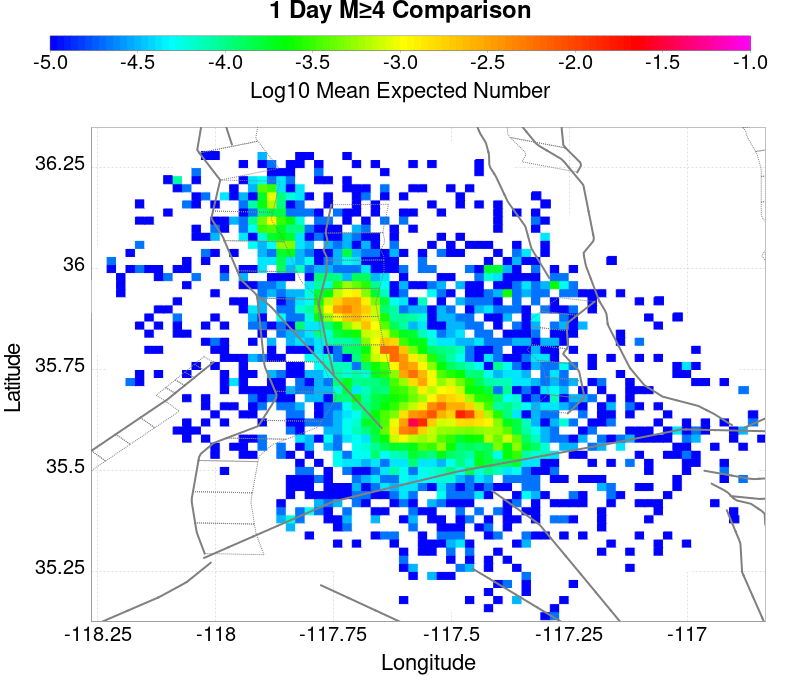 1 Day M≥4 Comparison
-5.0 -4.5 -4.0 -3.5 -3.0 -2.5 -2.0 -1.5 -1.0
Log10 Mean Expected Number
36.25
36
35.75
35.5
35.25
Latitude
-118.25 -118 -117.75 -117.5 -117.25 -117
Longitude